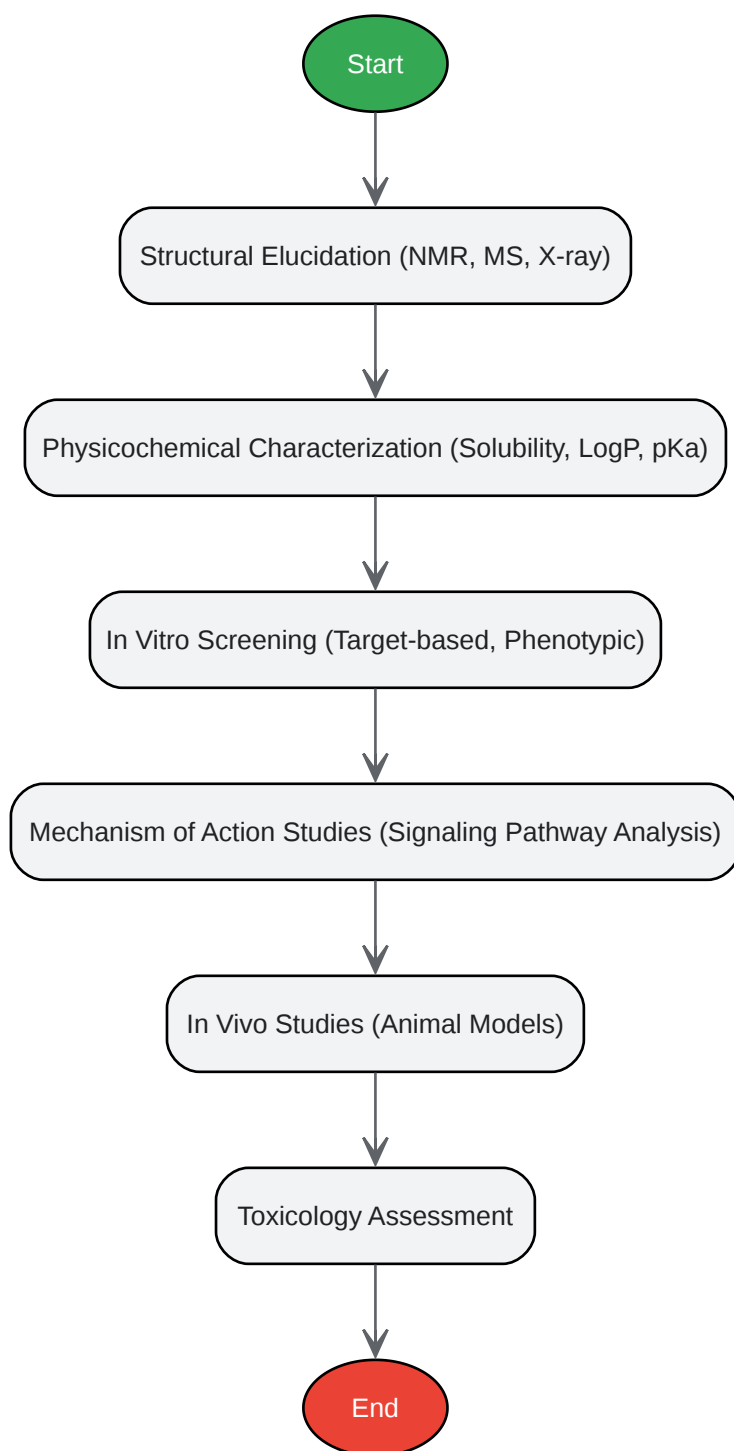 Start
Structural Elucidation (NMR, MS, X-ray)
Physicochemical Characterization (Solubility, LogP, pKa)
In Vitro Screening (Target-based, Phenotypic)
Mechanism of Action Studies (Signaling Pathway Analysis)
In Vivo Studies (Animal Models)
Toxicology Assessment
End